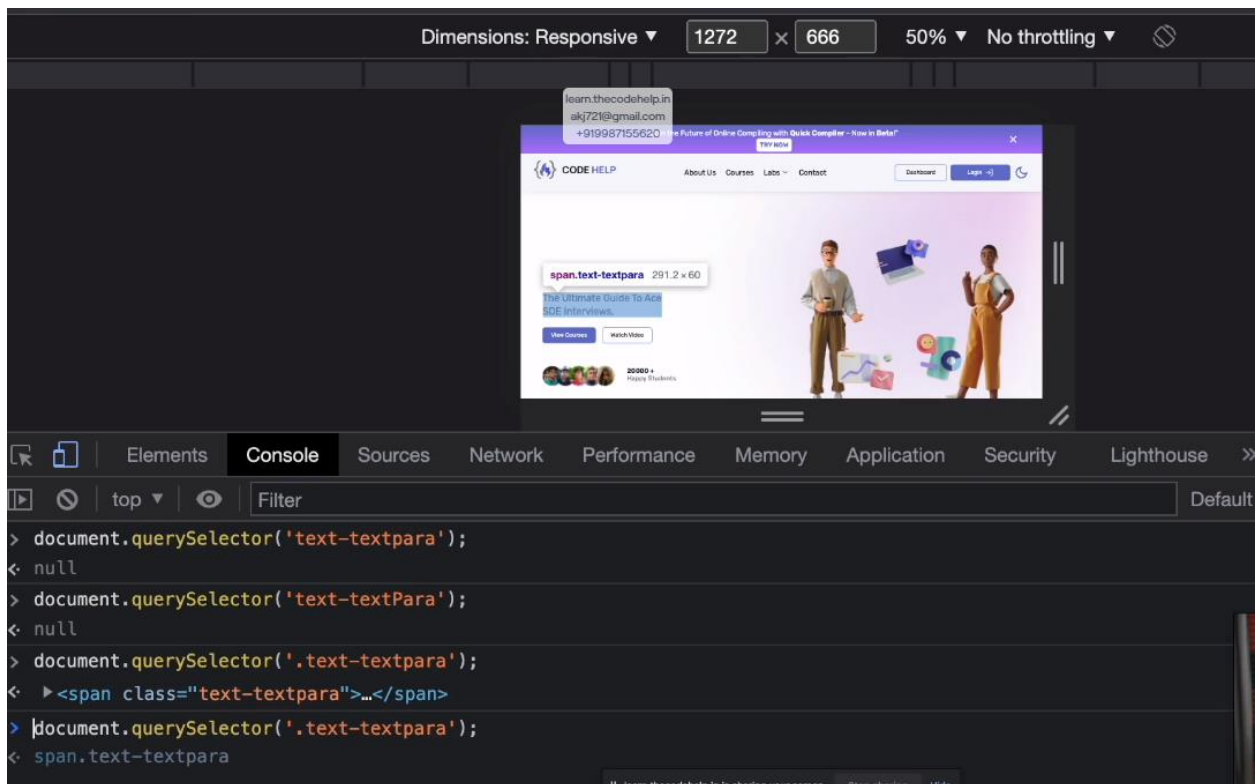 Dimensions: Responsive ▼ 1272 × 666 50% ▼ No throttling ▼
learn.thecodehelp.in
akj721@gmail.com
+919987155620 the Future of Online Compiling with Quick Compiler - Now in Beta!"
TRY NOW
CODE HELP About Us Courses Labs Contact Dashboard Login
span.text-textpara 291.2 × 60
The Ultimate Guide To Ace
SDE Interviews.
View Courses Watch Video
20000 +
Happy Students
Elements Console Sources Network Performance Memory Application Security Lighthouse »
top ▼ Filter Default
> document.querySelector('text-textpara');
null
> document.querySelector('text-textPara');
null
> document.querySelector('.text-textpara');
▶<span class="text-textpara">…</span>
> document.querySelector('.text-textpara');
span.text-textpara